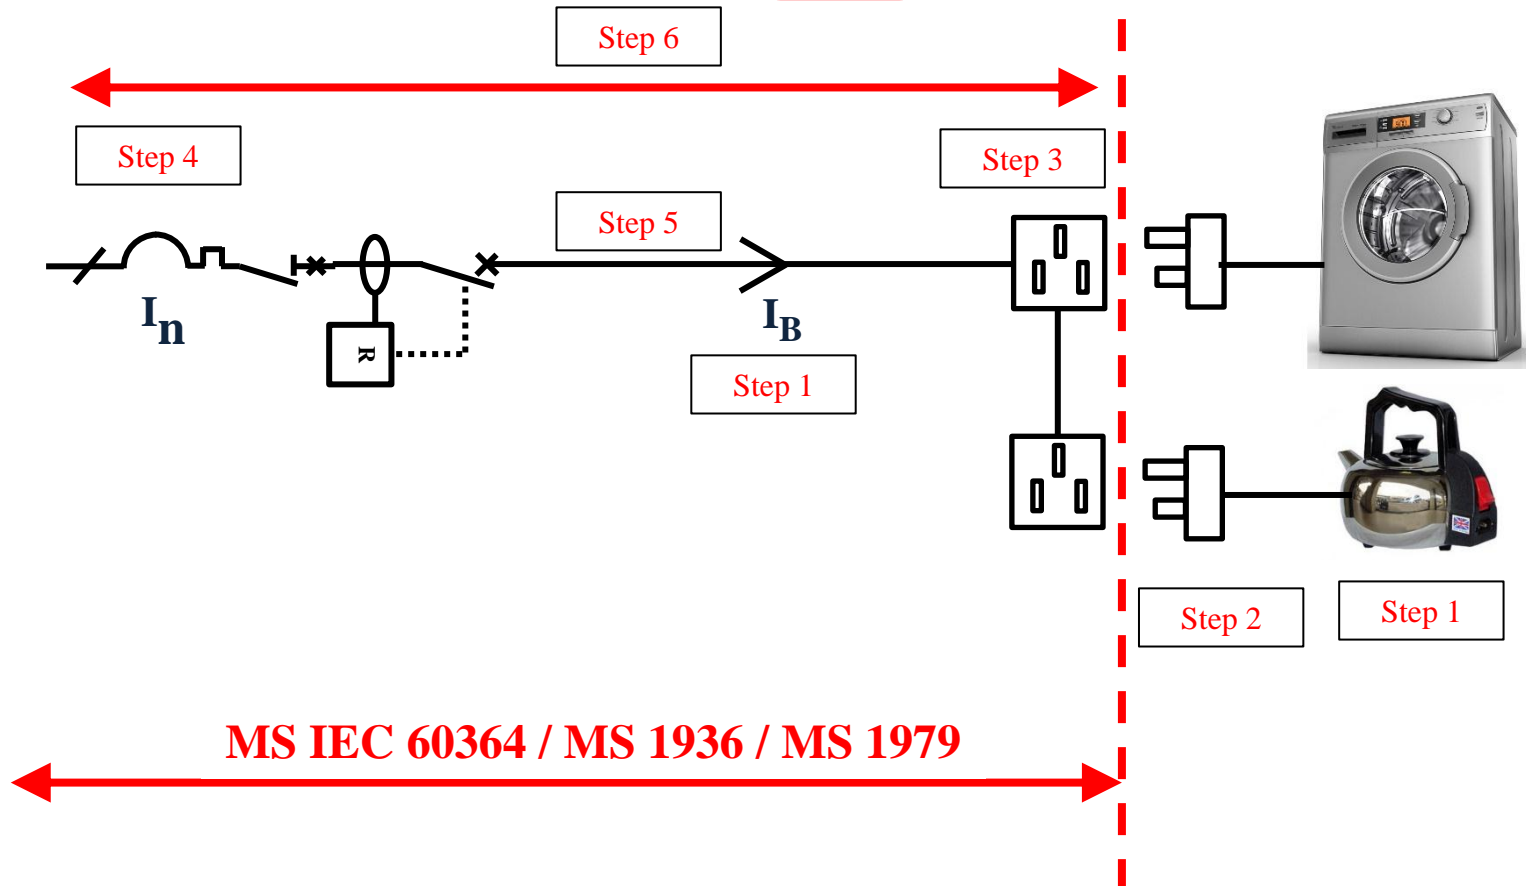 Step 6
Step 4
Step 3
Step 5
In
R
IB
Step 1
Step 2
Step 1
MS IEC 60364 / MS 1936 / MS 1979